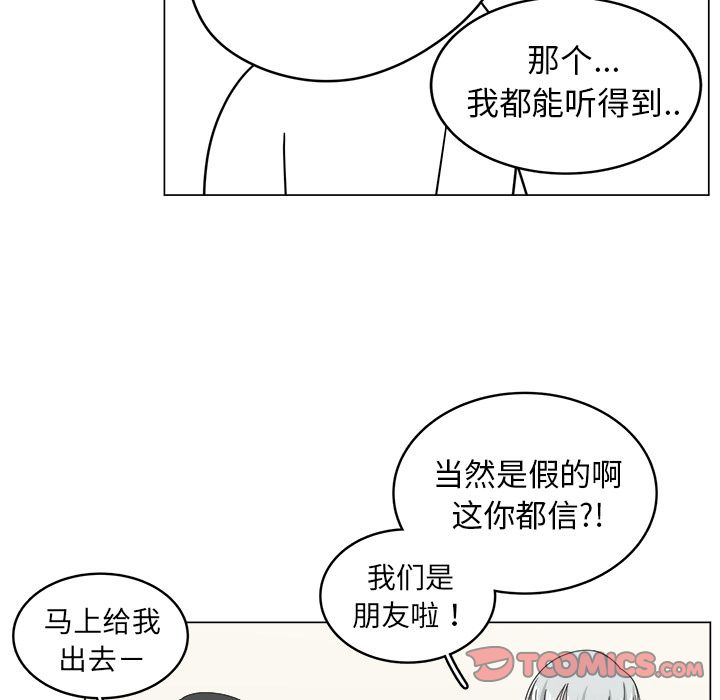 那个...
我都能听得到..
当然是假的啊
这你都信?!
我们是
朋友啦！
马上给我
出去一
TCOMICS.COM